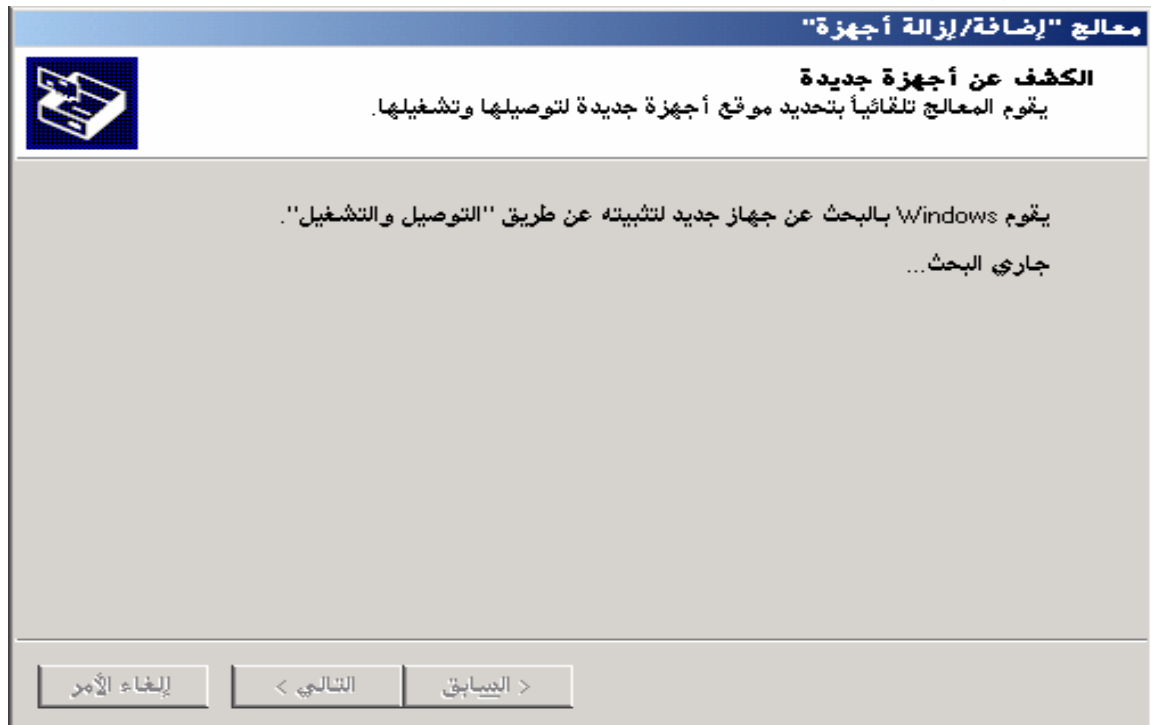 معالج "إضافة/إزالة أجهزة"
الكشف عن أجهزة جديدة
يقوم المعالج تلقائياً بتحديد موقع أجهزة جديدة لتوصيلها وتشغيلها.
يقوم Windows بالبحث عن جهاز جديد لتثبيته عن طريق "التوصيل والتشغيل".
جاري البحث...
< السابق التالي > إلغاء الأمر